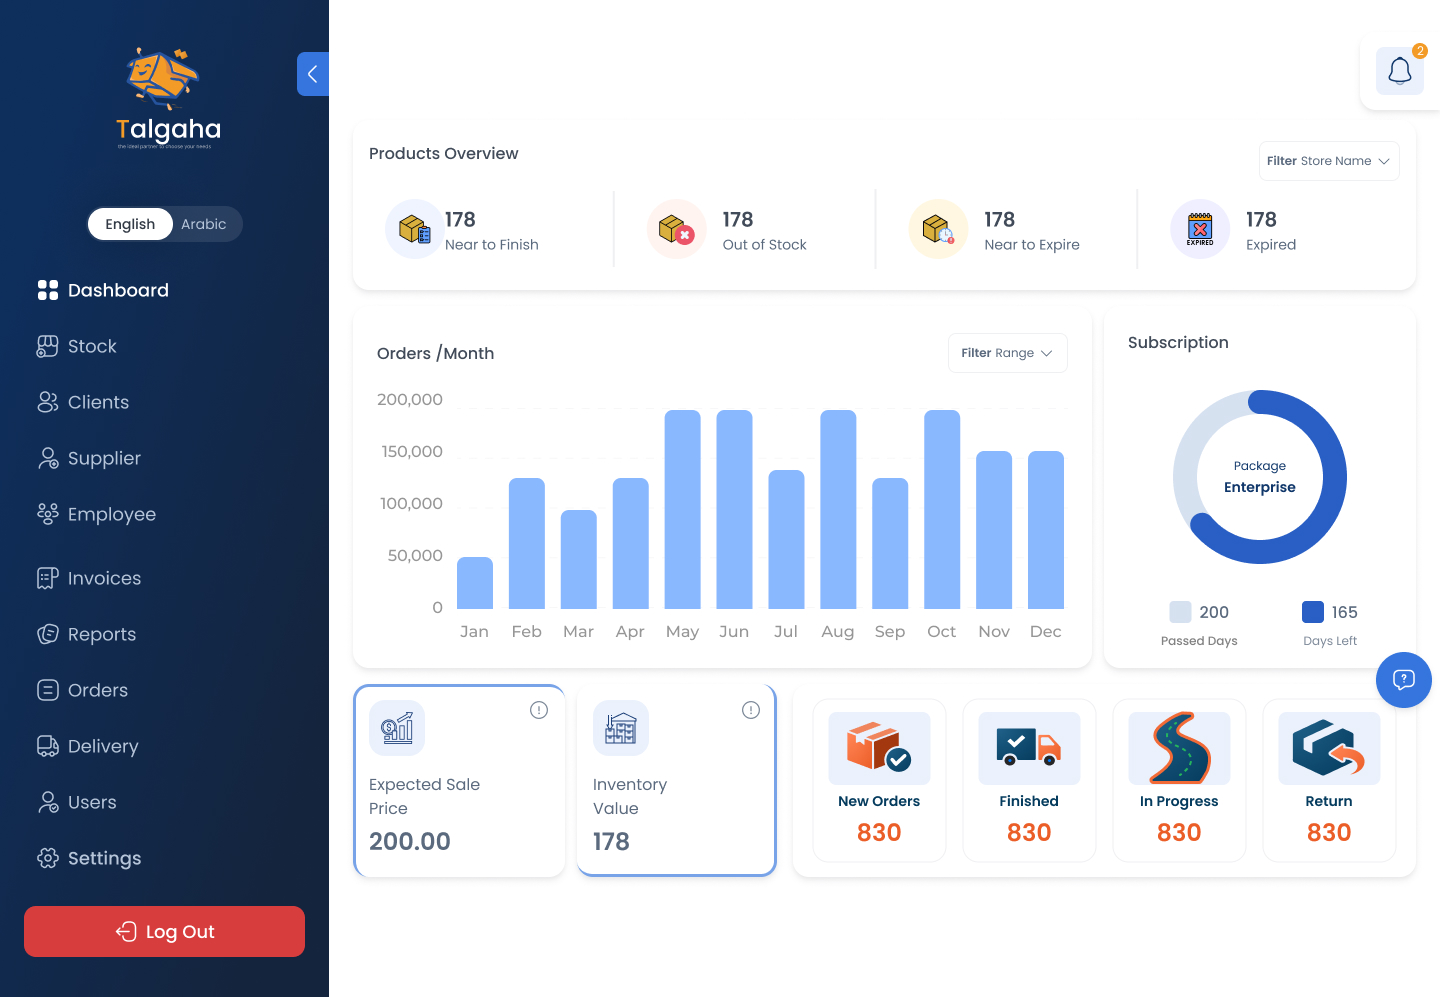 Talgaha
the ideal partner to choose your needs
English
Arabic
Dashboard
Stock
Clients
Supplier
Employee
Invoices
Reports
Orders
Delivery
Users
Settings
Log Out
2
Products Overview
Filter Store Name
178
Near to Finish
178
Out of Stock
178
Near to Expire
EXPIRED
178
Expired
Orders /Month
Filter Range
200,000
150,000
100,000
50,000
0
Jan Feb Mar Apr May Jun Jul Aug Sep Oct Nov Dec
Subscription
Package
Enterprise
200
Passed Days
165
Days Left
Expected Sale
Price
200.00
Inventory
Value
178
New Orders
830
Finished
830
In Progress
830
Return
830